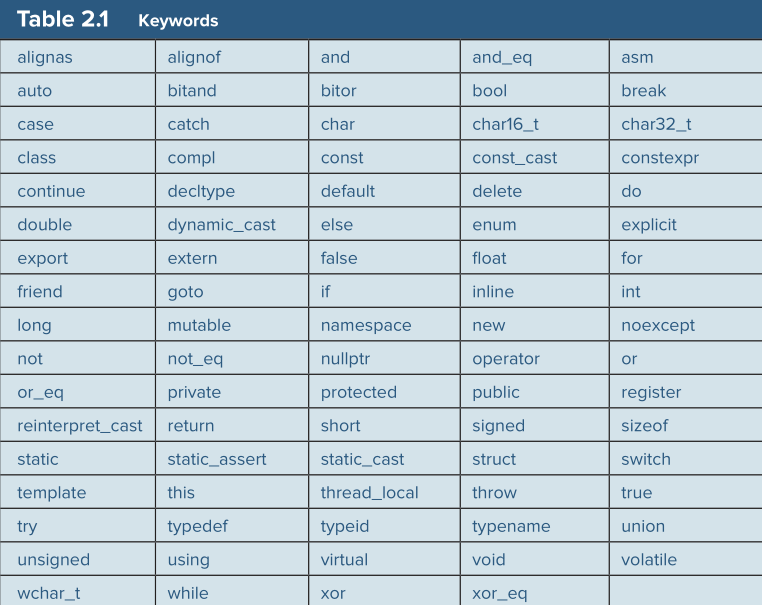 Table 2.1 Keywords
alignas alignof and and_eq asm
auto bitand bitor bool break
case catch char char16_t char32_t
class compl const const_cast constexpr
continue decltype default delete do
double dynamic_cast else enum explicit
export extern false float for
friend goto if inline int
long mutable namespace new noexcept
not not_eq nullptr operator or
or_eq private protected public register
reinterpret_cast return short signed sizeof
static static_assert static_cast struct switch
template this thread_local throw true
try typedef typeid typename union
unsigned using virtual void volatile
wchar_t while xor xor_eq